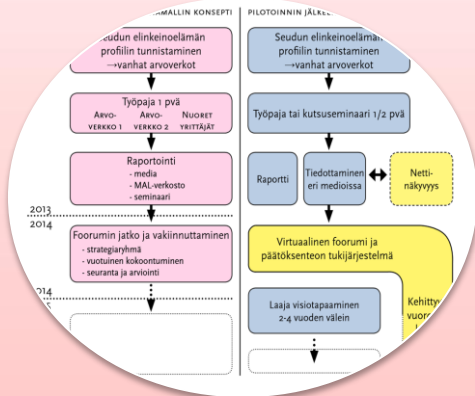 MALLIN KONSEPTI
Seudun elinkeinoelämän
profiilin tunnistaminen
→vanhat arvoverkot
Työpaja 1 pvä
Arvo-
verkko 1
Arvo-
verkko 2
Nuoret
yrittäjät
Raportointi
- media
- MAL-verkosto
- seminaari
2013
2014
Foorumin jatko ja vakiinnuttaminen
- strategiaryhmä
- vuotuinen kokoontuminen
- seuranta ja arviointi
PILOTOINNIN
Seudun elinkeinoelämän
profiilin tunnistaminen
→vanhat arvoverkot
Työpaja tai kutsuseminaari 1/2 pvä
Raportti
Tiedottaminen
eri medioissa
Netti-
näkyvyys
Virtuaalinen foorumi ja
päätöksenteon tukijärjestelmä
Laaja visiotapaaminen
2-4 vuoden välein